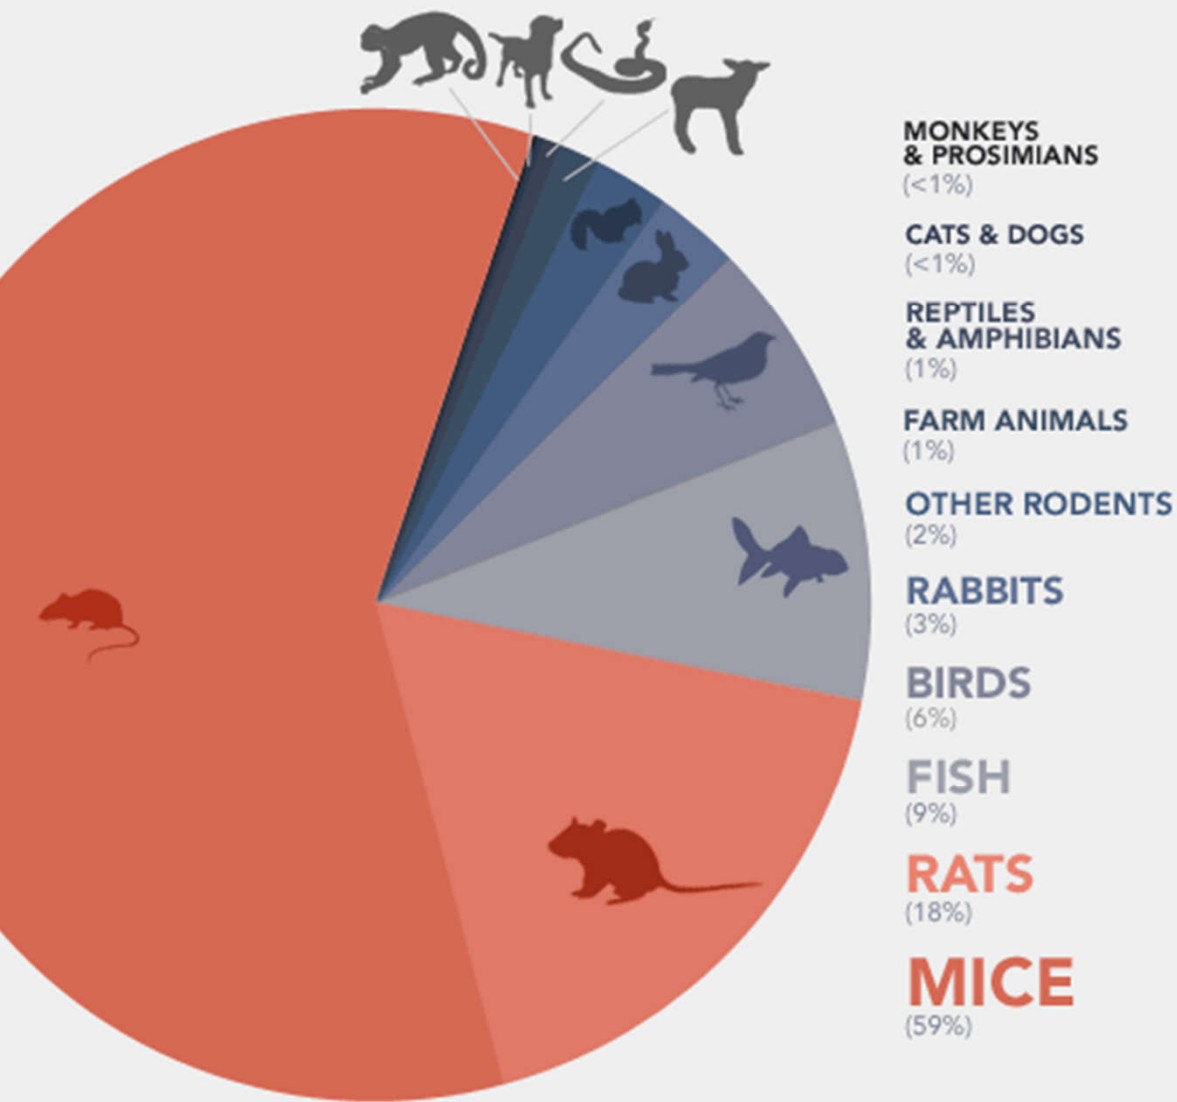 MONKEYS
& PROSIMIANS
(<1%)
CATS & DOGS
(<1%)
REPTILES
& AMPHIBIANS
(1%)
FARM ANIMALS
(1%)
OTHER RODENTS
(2%)
RABBITS
(3%)
BIRDS
(6%)
FISH
(9%)
RATS
(18%)
MICE
(59%)